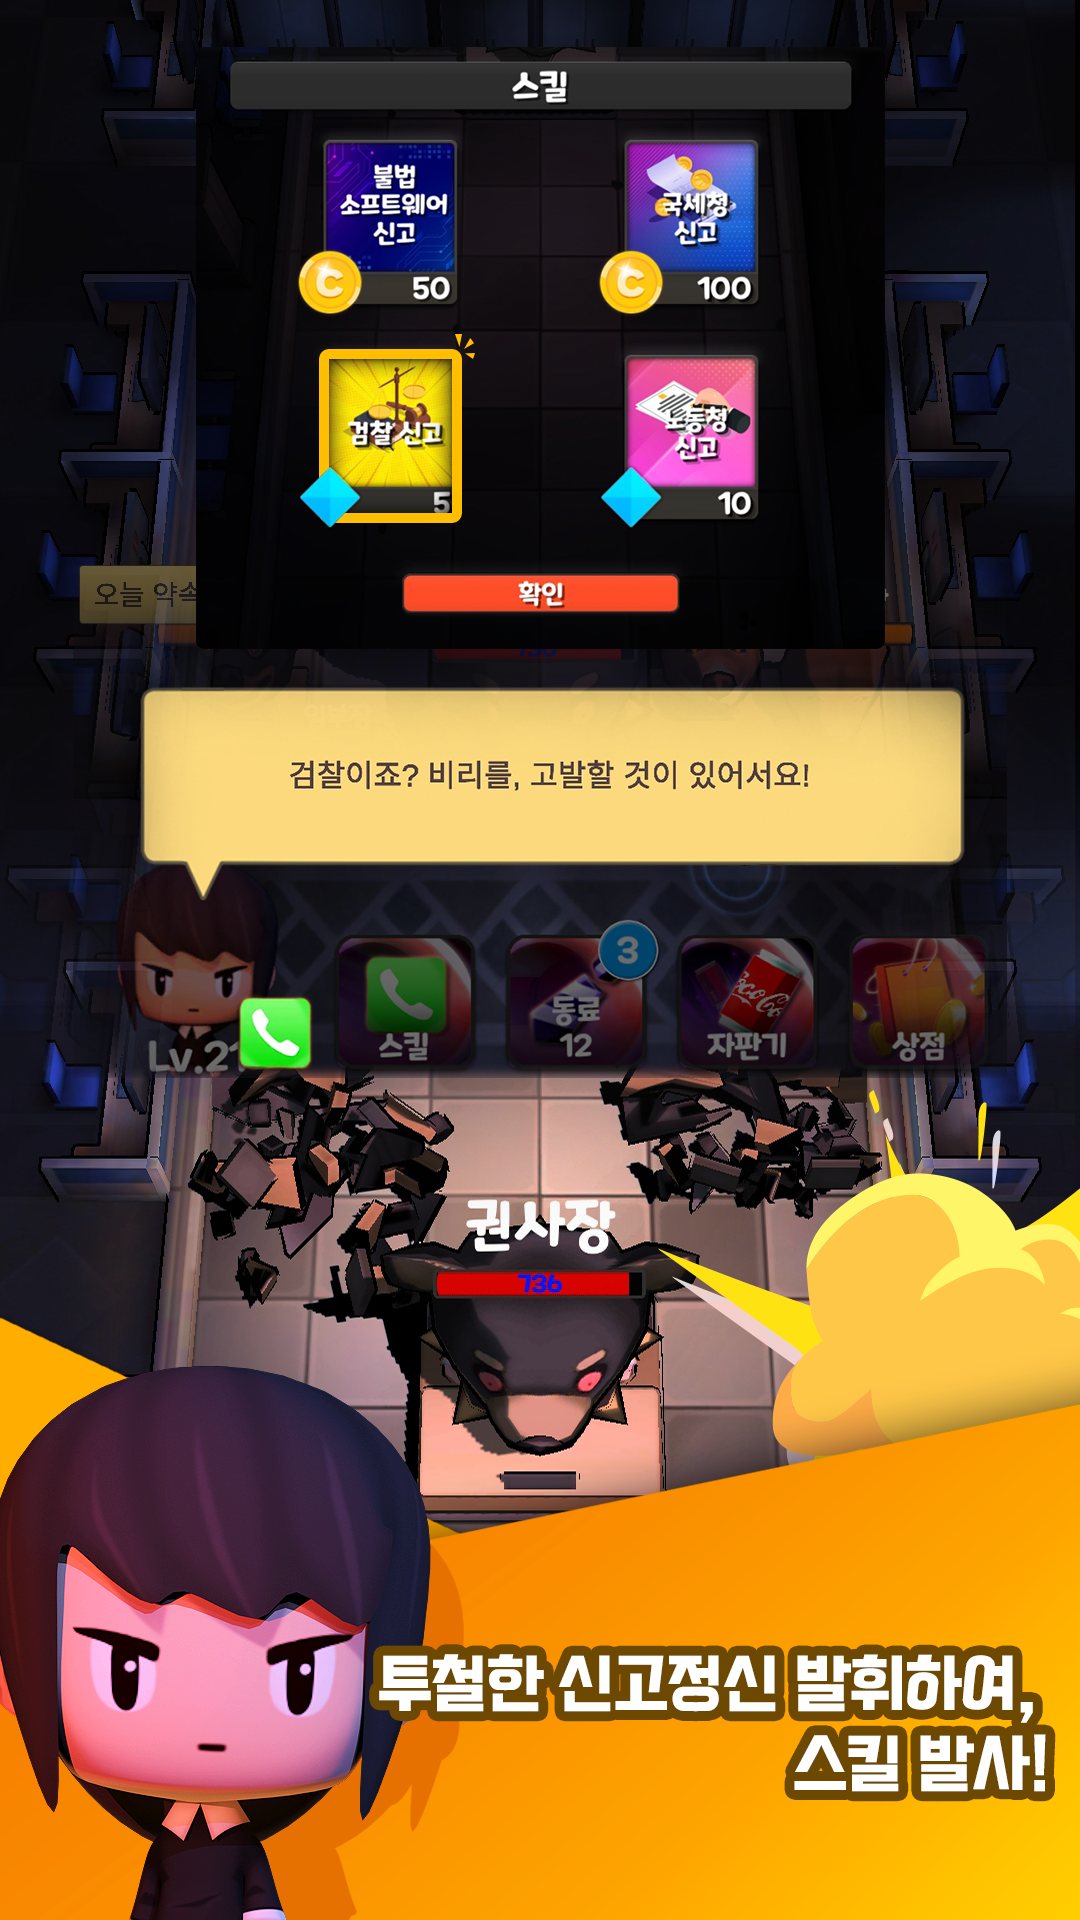 스킬
불법
소프트웨어
신고
C 50
국세청
신고
C 100
검찰 신고
5
노동청
신고
10
확인
오늘 약속
검찰이죠? 비리를, 고발할 것이 있어서요!
Lv.21
스킬
3
동료
12
Coca Cola
자판기
상점
권사장
736
투철한 신고정신 발휘하여,
스킬 발사!